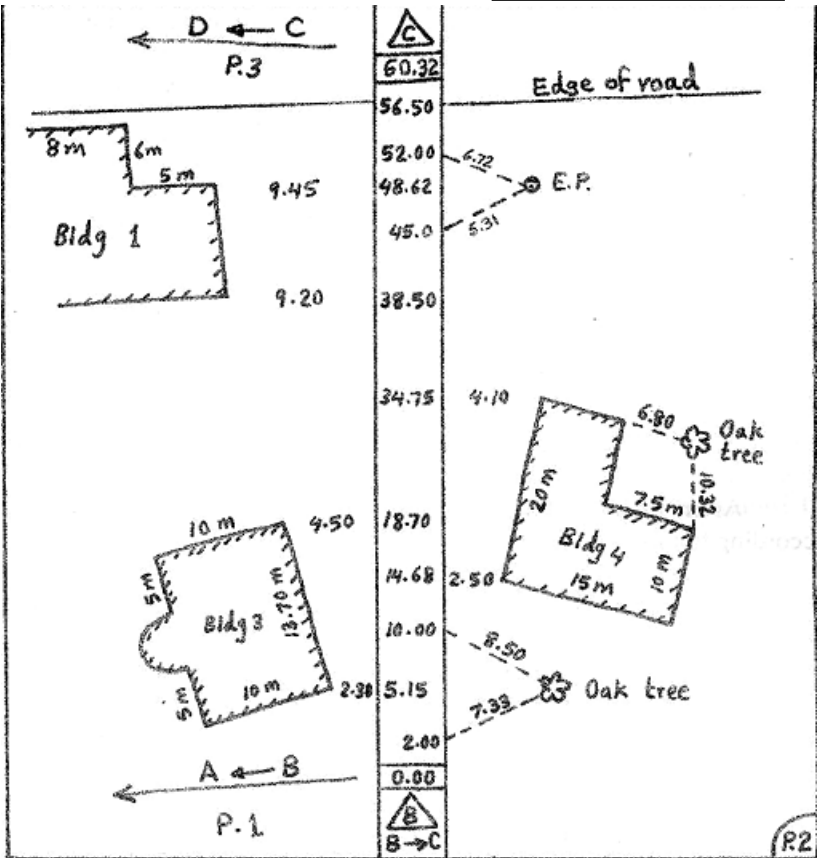 D ← C
P.3
C
60.32
Edge of road
56.50
8m
6m
5m
52.00
6.72
9.45
48.62
E.P.
Bldg 1
45.0
5.31
9.20
38.50
34.75
4.10
6.80
Oak
tree
10.32
20m
7.5m
10 m
4.50
18.70
Bldg 4
5m
14.68
2.50
15m
10 m
Bldg 3
13.70 m
10.00
8.50
10 m
2.30
5.15
Oak tree
5m
7.33
2.00
A ← B
0.00
P.1
B
B→C
P.2